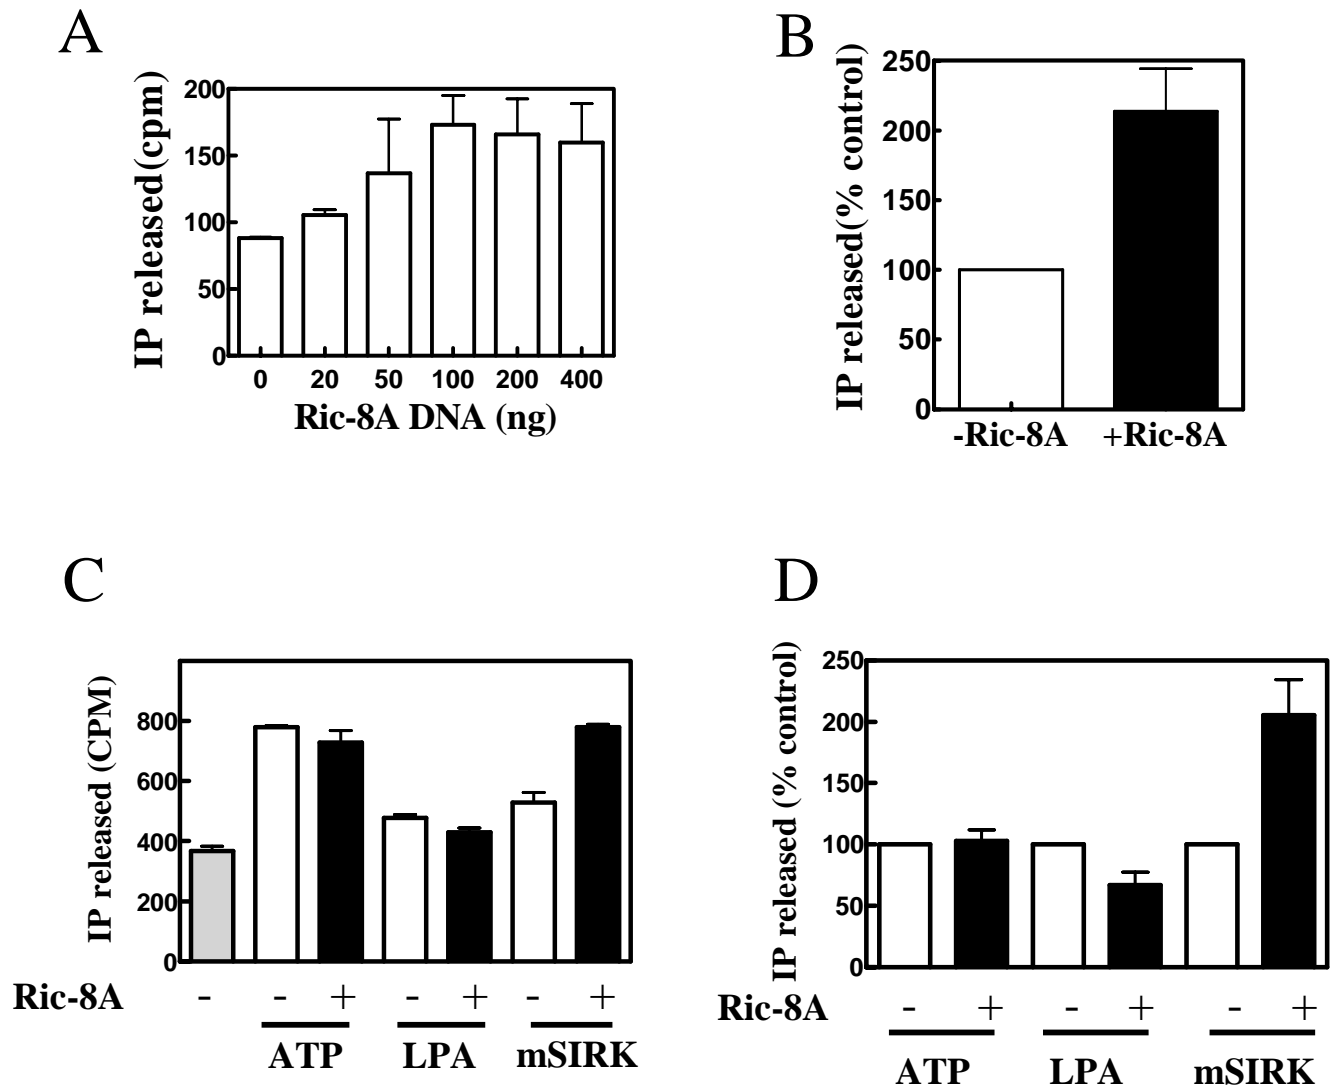 A
IP released(cpm)
200
150
100
50
0
0 20 50 100 200 400
Ric-8A DNA (ng)
B
IP released(% control)
250
200
150
100
50
0
-Ric-8A +Ric-8A
C
IP released (CPM)
800
600
400
200
0
Ric-8A - - + - + - +
ATP LPA mSIRK
D
IP released (% control)
250
200
150
100
50
0
Ric-8A - + - + - +
ATP LPA mSIRK